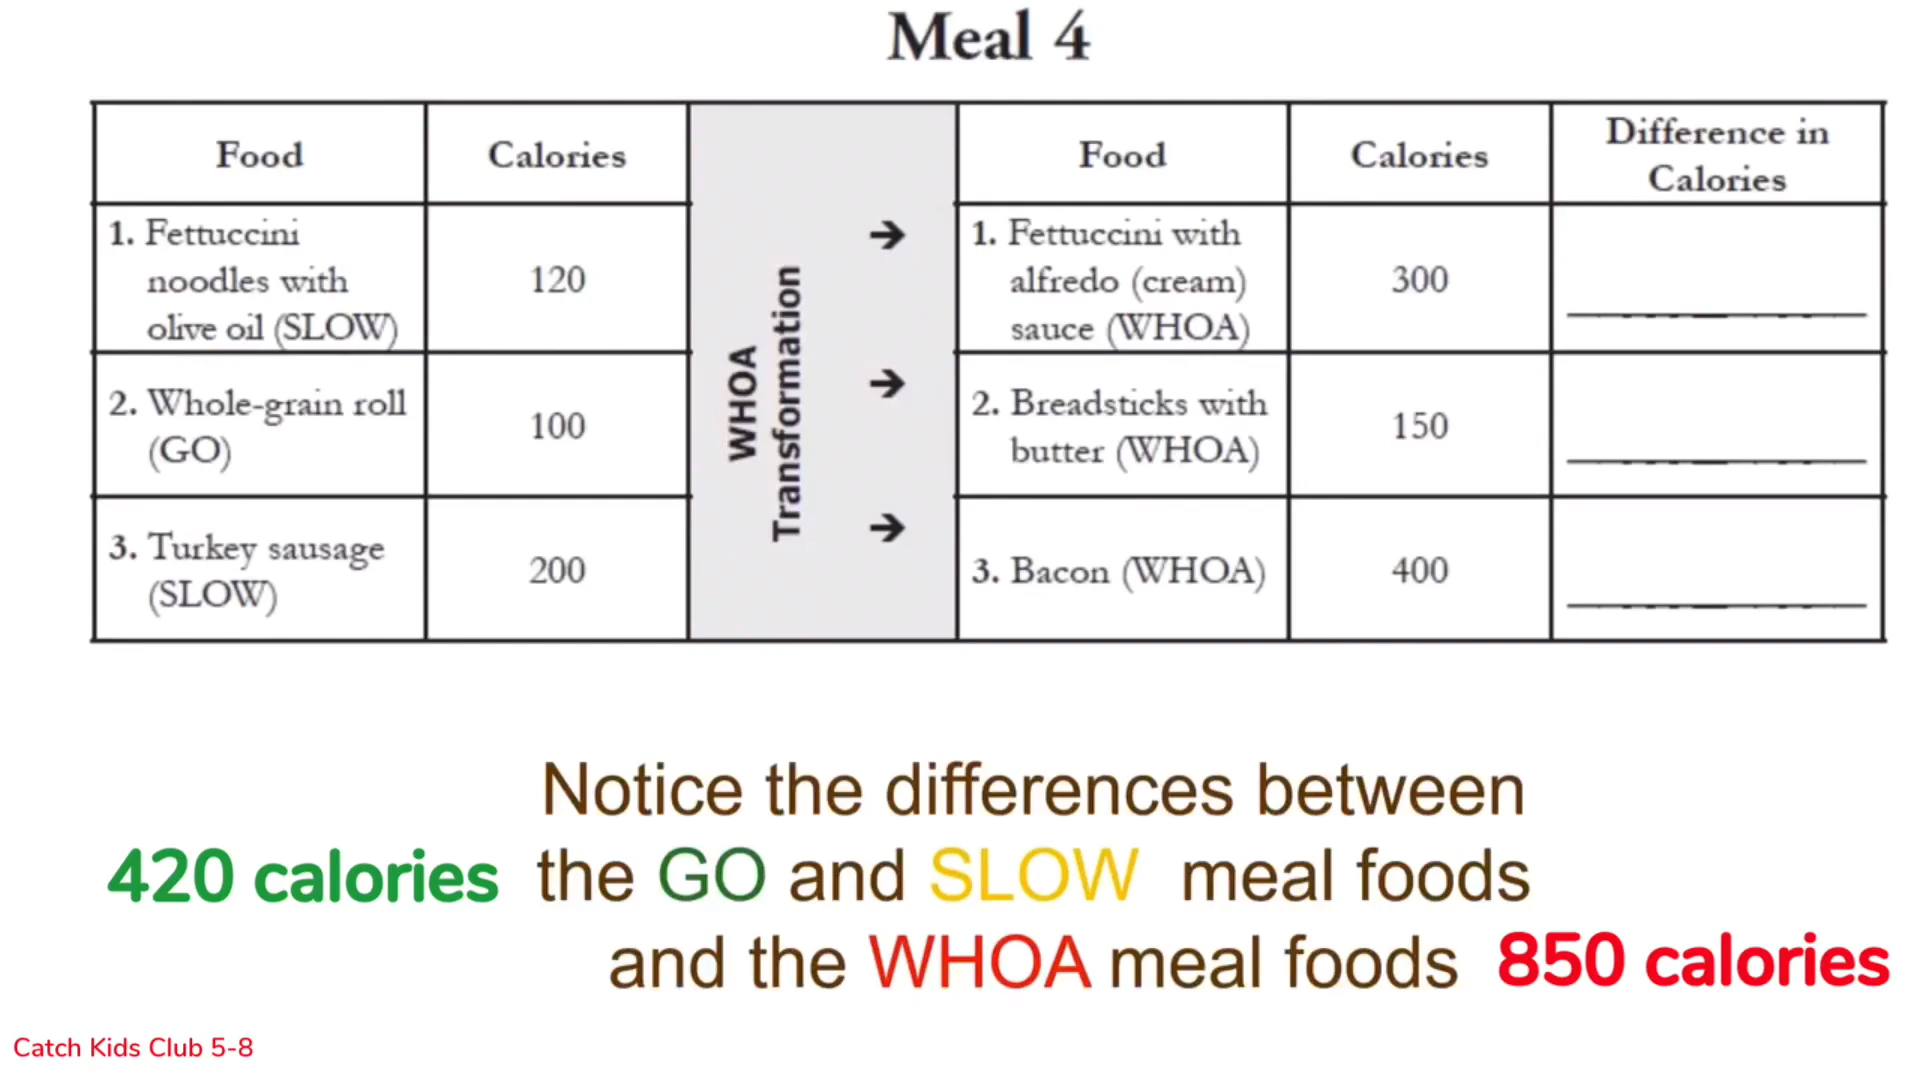 Meal 4
Food
Calories
Food
Calories
Difference in
Calories
1. Fettuccini
noodles with
olive oil (SLOW)
120
WHOA
Transformation
→
1. Fettuccini with
alfredo (cream)
sauce (WHOA)
300
2. Whole-grain roll
(GO)
100
→
2. Breadsticks with
butter (WHOA)
150
3. Turkey sausage
(SLOW)
200
→
3. Bacon (WHOA)
400
Notice the differences between
420 calories the GO and SLOW meal foods
and the WHOA meal foods 850 calories
Catch Kids Club 5-8